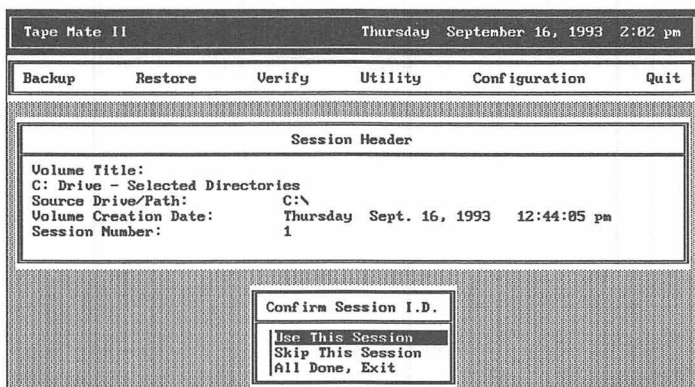 Tape Mate II Thursday September 16, 1993 2:02 pm
Backup Restore Verify Utility Configuration Quit
Session Header
Volume Title:
C: Drive - Selected Directories
Source Drive/Path: C:\
Volume Creation Date: Thursday Sept. 16, 1993 12:44:05 pm
Session Number: 1
Confirm Session I.D.
Use This Session
Skip This Session
All Done, Exit